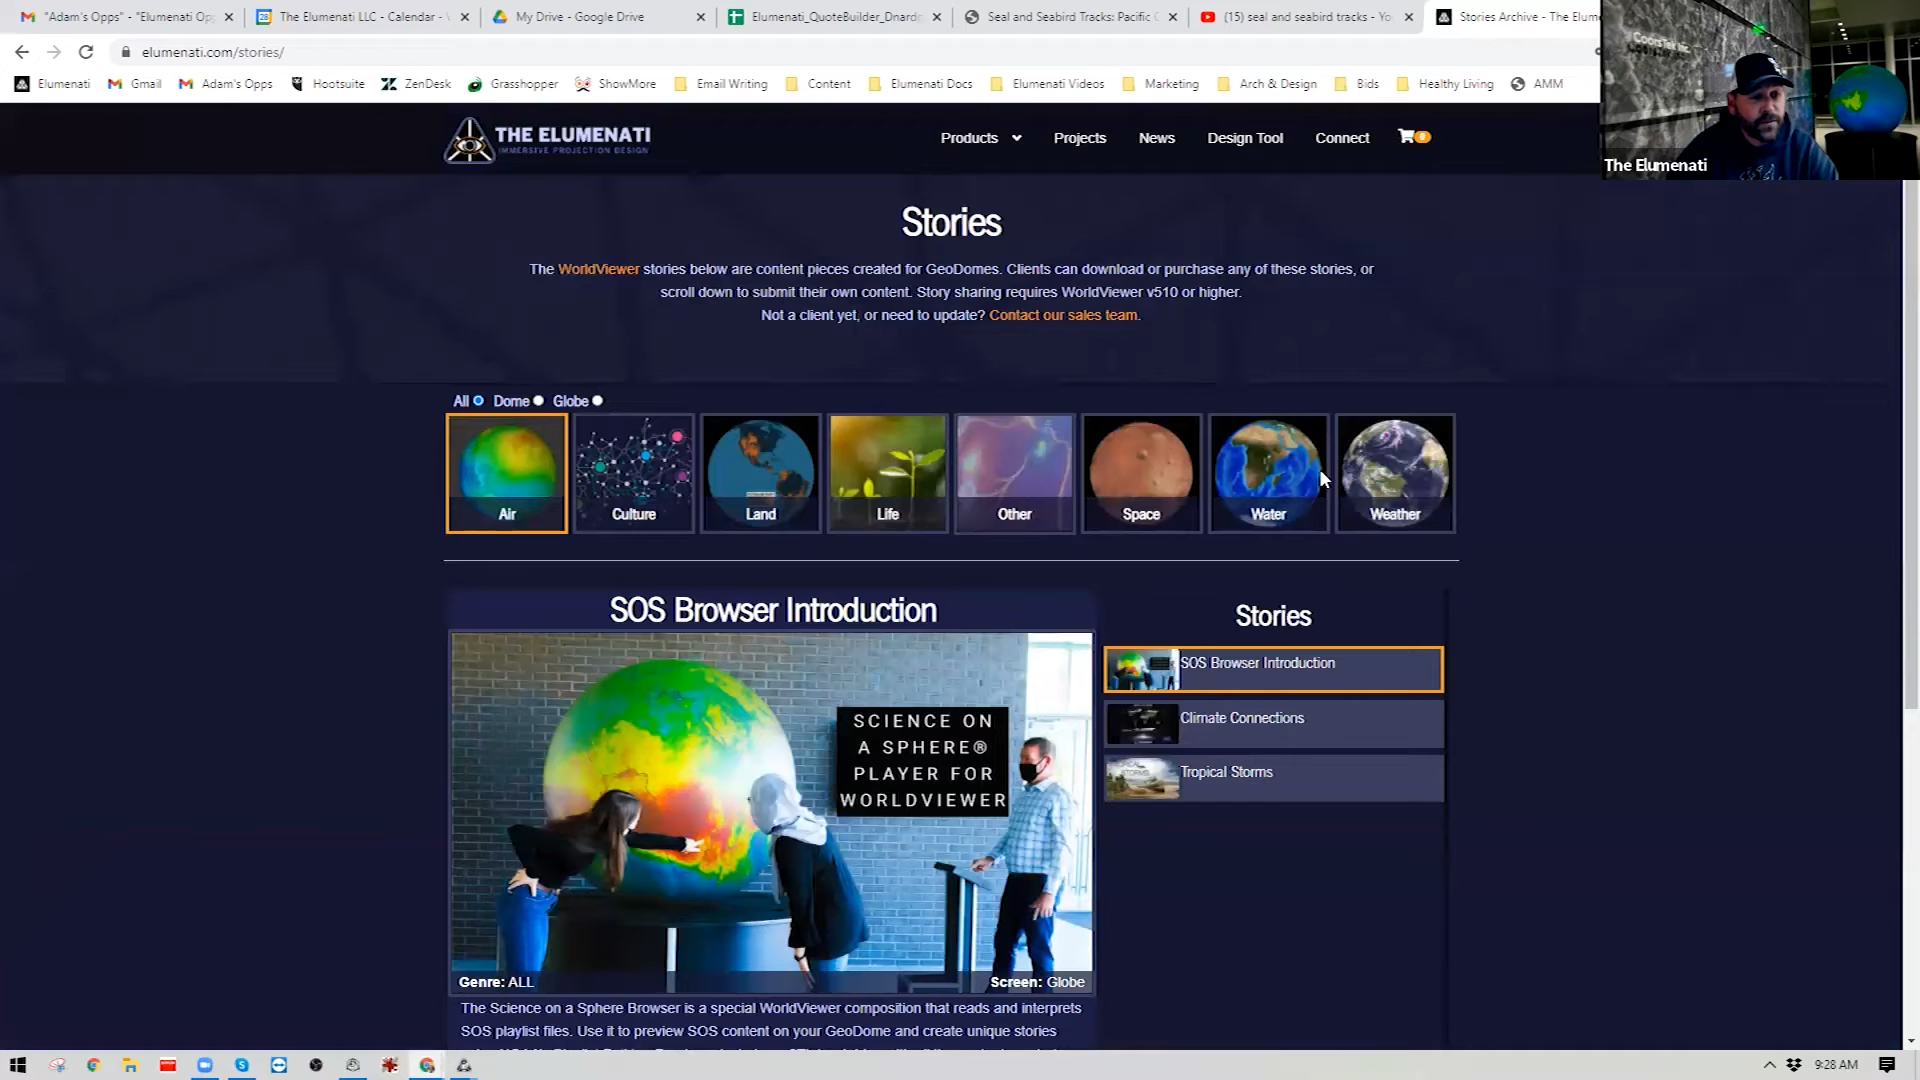 "Adam's Opps" - "Elumenati Op
The Elumenati LLC - Calendar -
My Drive - Google Drive
Elumenati_QuoteBuilder_Dnard
Seal and Seabird Tracks: Pacific
(15) seal and seabird tracks - Yo
Stories Archive - The Elum
elumenati.com/stories/
Elumenati
Gmail
Adam's Opps
Hootsuite
ZenDesk
Grasshopper
ShowMore
Email Writing
Content
Elumenati Docs
Elumenati Videos
Marketing
Arch & Design
Bids
Healthy Living
AMM
CoorsTek
The Elumenati
THE ELUMENATI
IMMERSIVE PROJECTION DESIGN
Products
Projects
News
Design Tool
Connect
0
Stories
The WorldViewer stories below are content pieces created for GeoDomes. Clients can download or purchase any of these stories, or
scroll down to submit their own content. Story sharing requires WorldViewer v510 or higher.
Not a client yet, or need to update? Contact our sales team.
All Dome Globe
Air
Culture
Land
Life
Other
Space
Water
Weather
SOS Browser Introduction
SCIENCE ON
A SPHERE®
PLAYER FOR
WORLDVIEWER
Genre: ALL
Screen: Globe
The Science on a Sphere Browser is a special WorldViewer composition that reads and interprets
SOS playlist files. Use it to preview SOS content on your GeoDome and create unique stories
Stories
SOS Browser Introduction
Climate Connections
Tropical Storms
9:28 AM